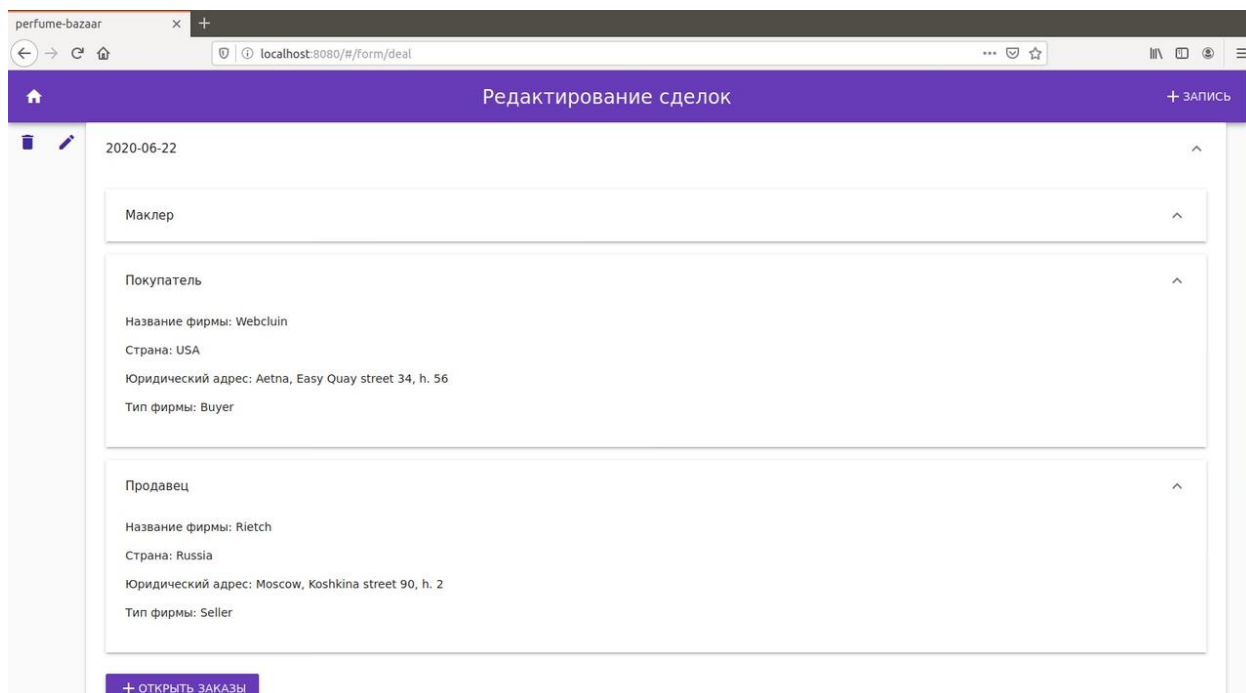 perfume-bazaar
localhost:8080/#/form/deal
Редактирование сделок
+ ЗАПИСЬ
2020-06-22
Маклер
Покупатель
Название фирмы: Webcluin
Страна: USA
Юридический адрес: Aetna, Easy Quay street 34, h. 56
Тип фирмы: Buyer
Продавец
Название фирмы: Rietch
Страна: Russia
Юридический адрес: Moscow, Koshkina street 90, h. 2
Тип фирмы: Seller
+ ОТКРЫТЬ ЗАКАЗЫ